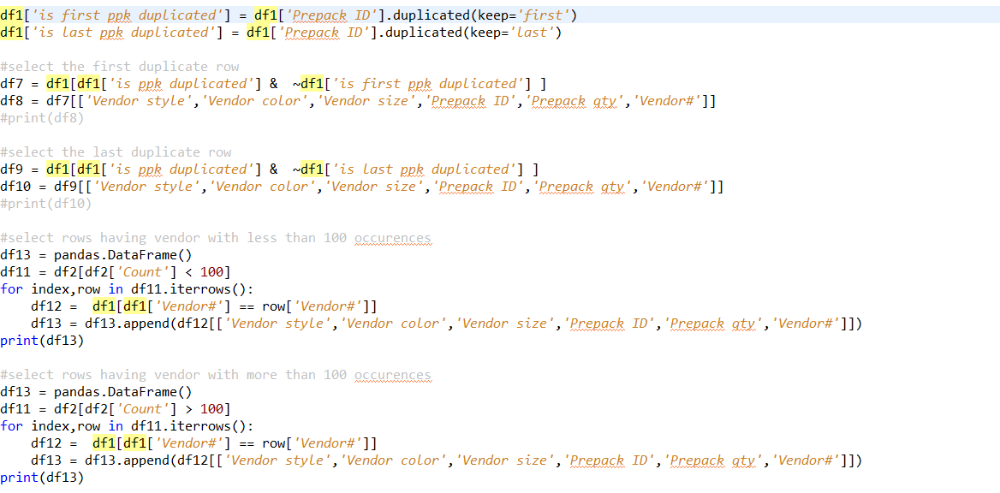 df1['is first ppk duplicated'] = df1['Prepack ID'].duplicated(keep='first')
df1['is last ppk duplicated'] = df1['Prepack ID'].duplicated(keep='last')
#select the first duplicate row
df7 = df1[df1['is ppk duplicated'] &  ~df1['is first ppk duplicated'] ]
df8 = df7[['Vendor style','Vendor color','Vendor size','Prepack ID','Prepack qty','Vendor#']]
#print(df8)
#select the last duplicate row
df9 = df1[df1['is ppk duplicated'] &  ~df1['is last ppk duplicated'] ]
df10 = df9[['Vendor style','Vendor color','Vendor size','Prepack ID','Prepack qty','Vendor#']]
#print(df10)
#select rows having vendor with less than 100 occurences
df13 = pandas.DataFrame()
df11 = df2[df2['Count'] < 100]
for index,row in df11.iterrows():
    df12 =  df1[df1['Vendor#'] == row['Vendor#']]
    df13 = df13.append(df12[['Vendor style','Vendor color','Vendor size','Prepack ID','Prepack qty','Vendor#']])
print(df13)
#select rows having vendor with more than 100 occurences
df13 = pandas.DataFrame()
df11 = df2[df2['Count'] > 100]
for index,row in df11.iterrows():
    df12 =  df1[df1['Vendor#'] == row['Vendor#']]
    df13 = df13.append(df12[['Vendor style','Vendor color','Vendor size','Prepack ID','Prepack qty','Vendor#']])
print(df13)